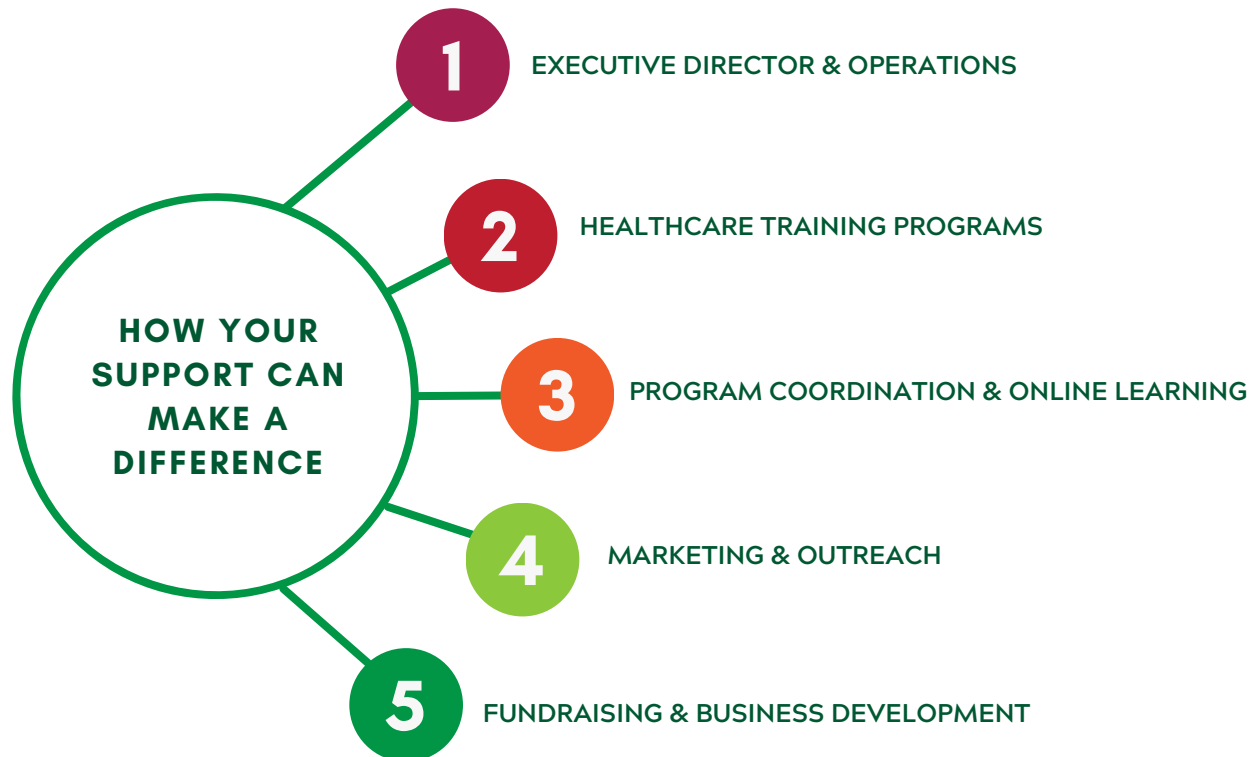 HOW YOUR
SUPPORT CAN
MAKE A
DIFFERENCE
1
EXECUTIVE DIRECTOR & OPERATIONS
2
HEALTHCARE TRAINING PROGRAMS
3
PROGRAM COORDINATION & ONLINE LEARNING
4
MARKETING & OUTREACH
5
FUNDRAISING & BUSINESS DEVELOPMENT